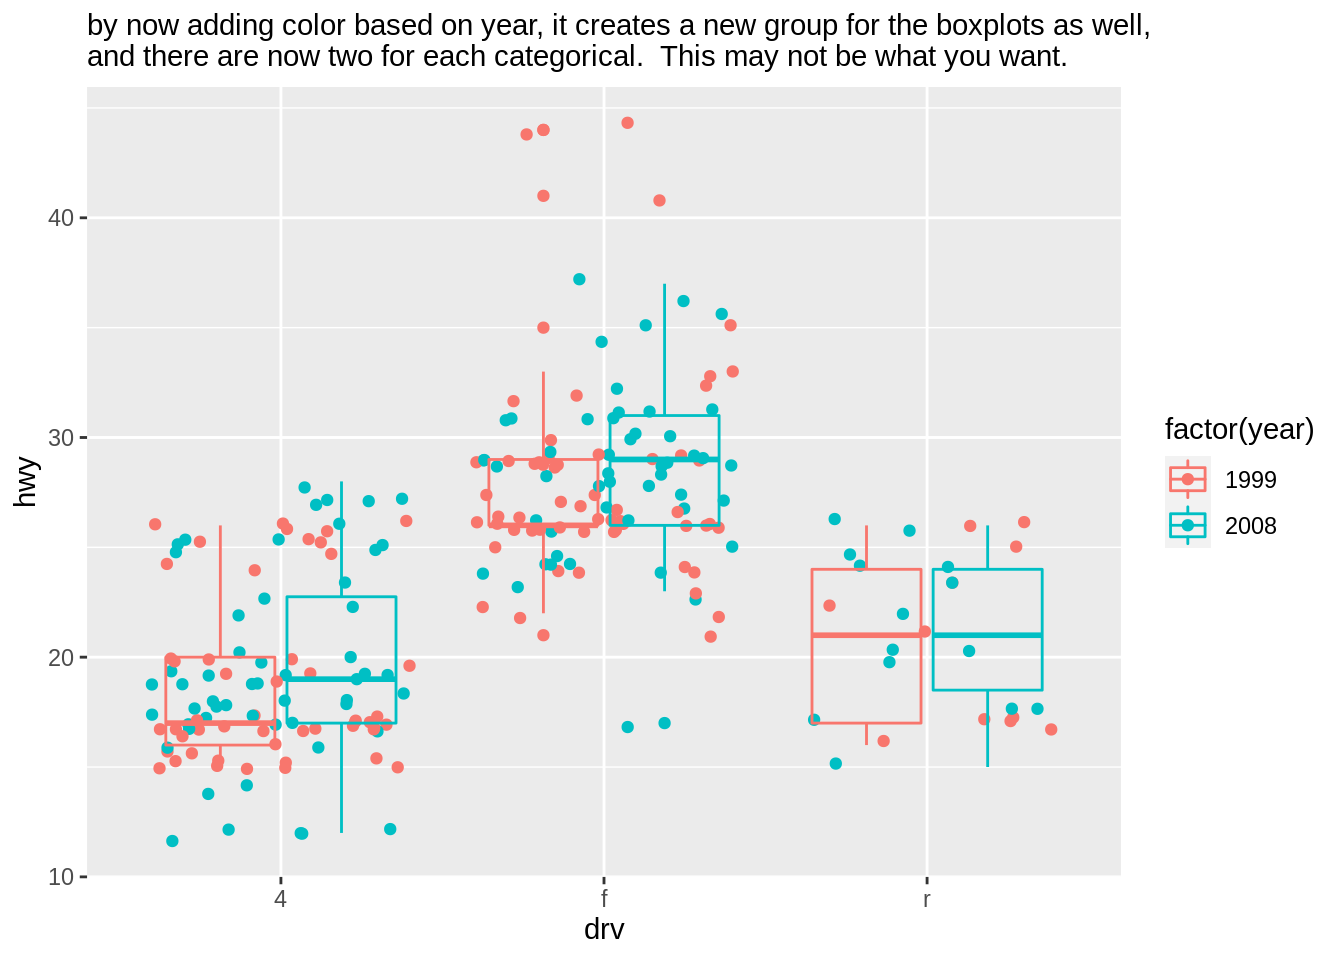 by now adding color based on year, it creates a new group for the boxplots as well,
and there are now two for each categorical.  This may not be what you want.
40
30
20
10
hwy
4
f
r
drv
factor(year)
1999
2008